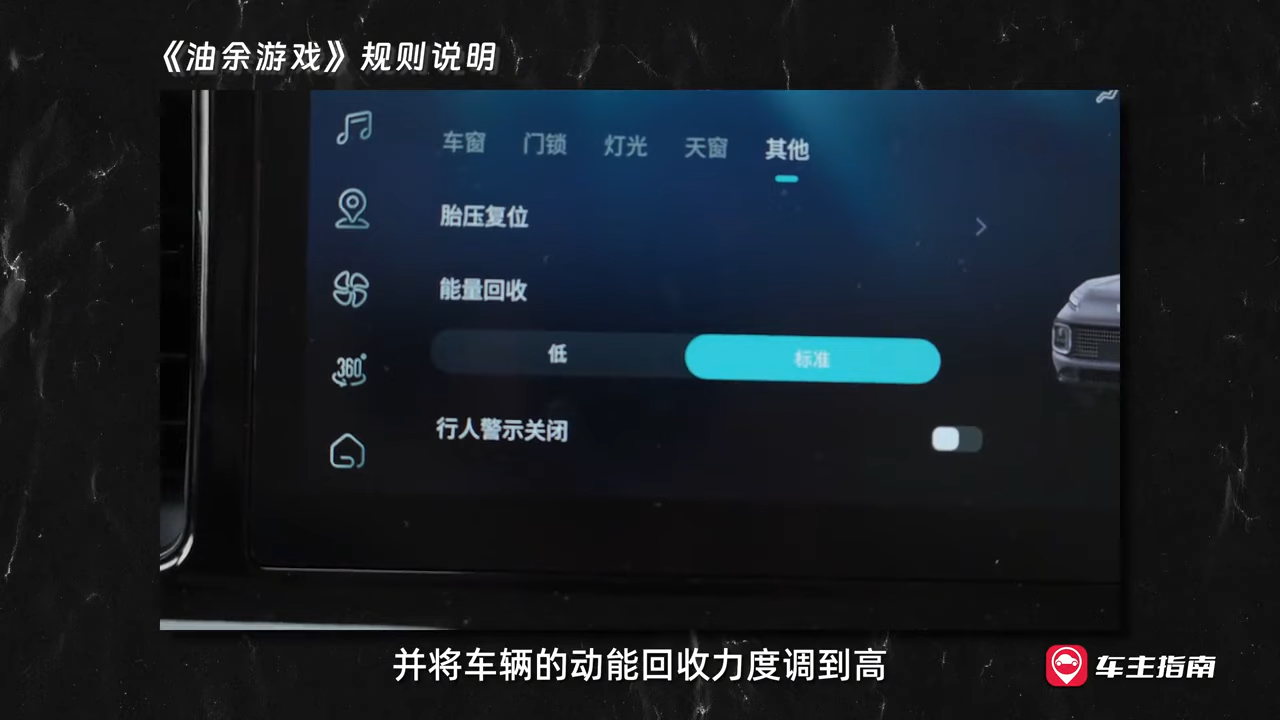 《油余游戏》规则说明
车窗 门锁 灯光 天窗 其他
胎压复位
能量回收
360°
低 标准
行人警示关闭
并将车辆的动能回收力度调到高
车主指南